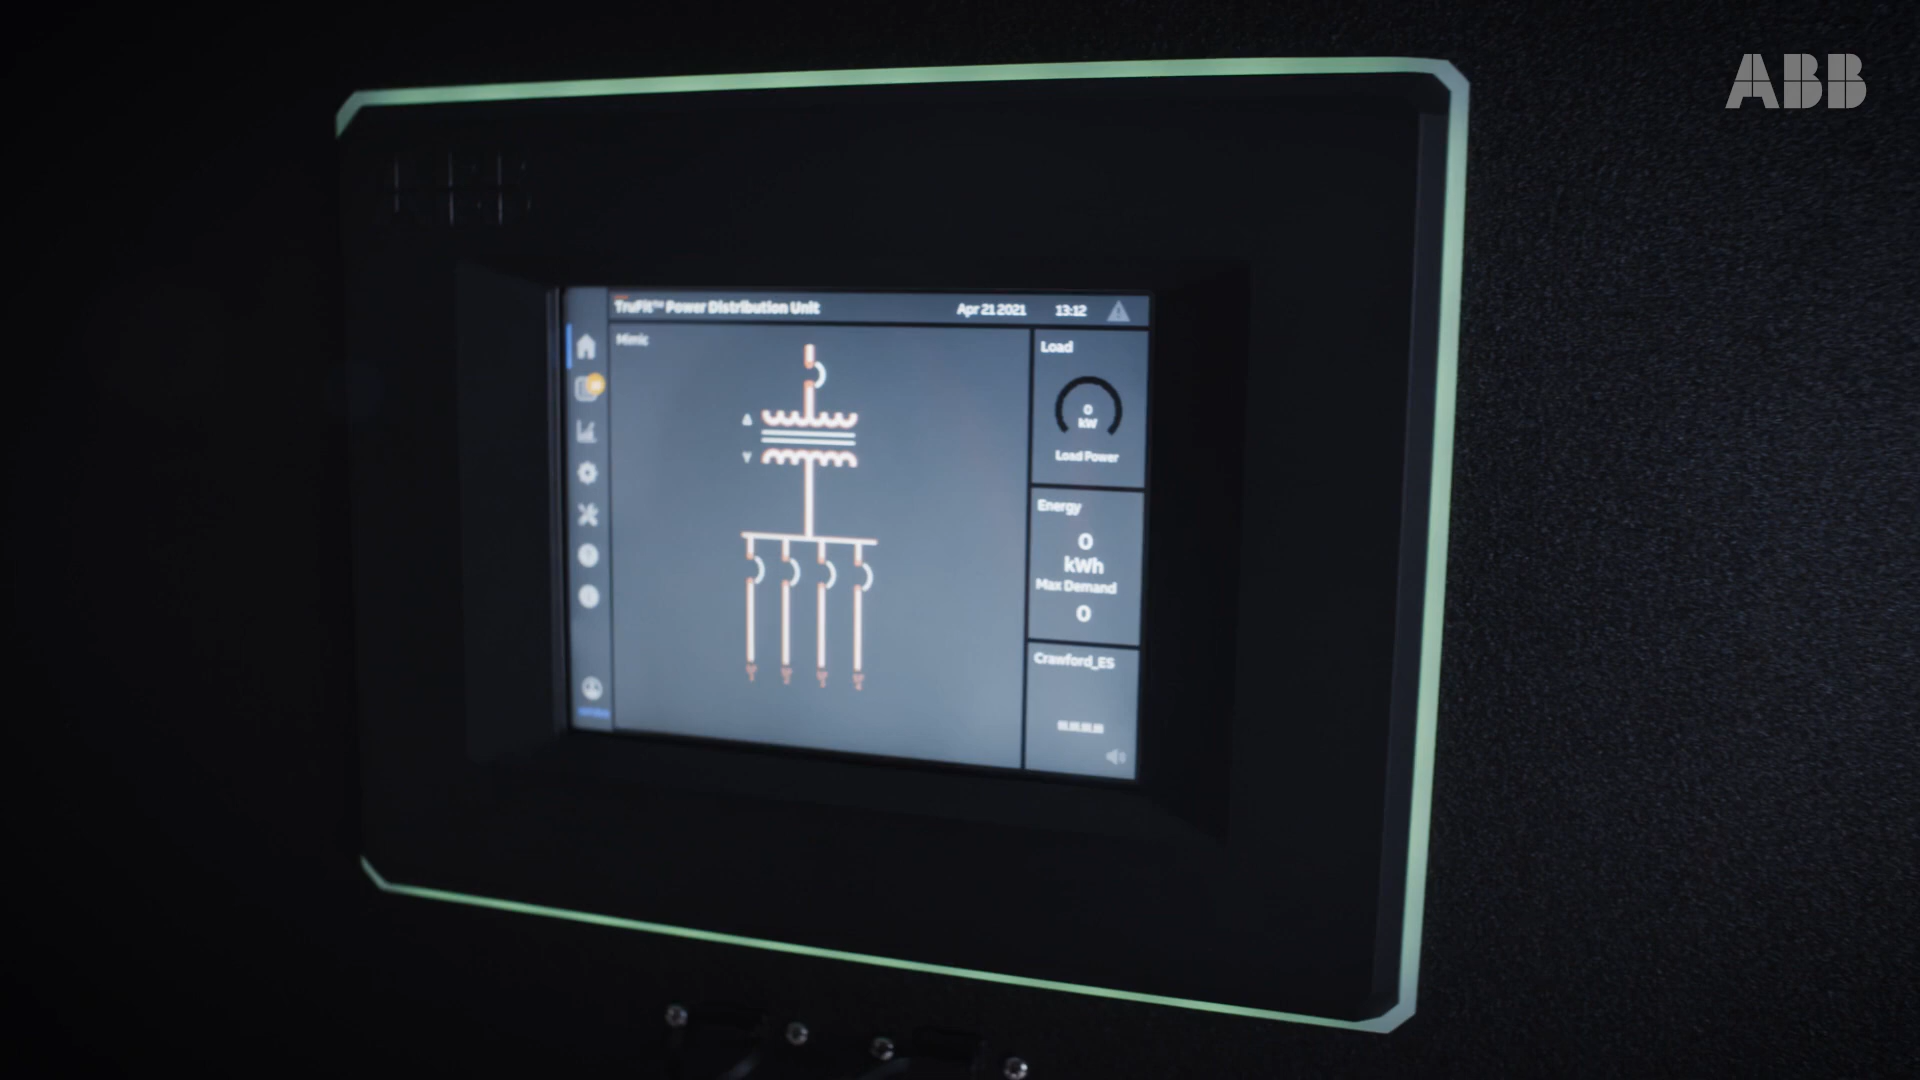 ABB
TruFit™ Power Distribution Unit
Apr 21 2021
13:12
Mimic
Load
0
kW
Load Power
Energy
0
kWh
Max Demand
0
Crawford_ES